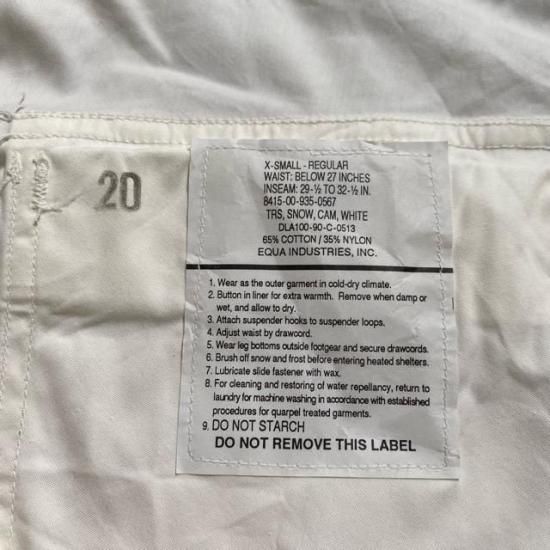 20
X-SMALL - REGULAR
WAIST: BELOW 27 INCHES
INSEAM: 29-½ TO 32-½ IN.
8415-00-935-0567
TRS, SNOW, CAM, WHITE
DLA100-90-C-0513
65% COTTON / 35% NYLON
EQUA INDUSTRIES, INC.
1. Wear as the outer garment in cold-dry climate.
2. Button in liner for extra warmth. Remove when damp or
wet, and allow to dry.
3. Attach suspender hooks to suspender loops.
4. Adjust waist by drawcord.
5. Wear leg bottoms outside footgear and secure drawcords.
6. Brush off snow and frost before entering heated shelters.
7. Lubricate slide fastener with wax.
8. For cleaning and restoring of water repellancy, return to
laundry for machine washing in accordance with established
procedures for quarpel treated garments.
9. DO NOT STARCH
DO NOT REMOVE THIS LABEL